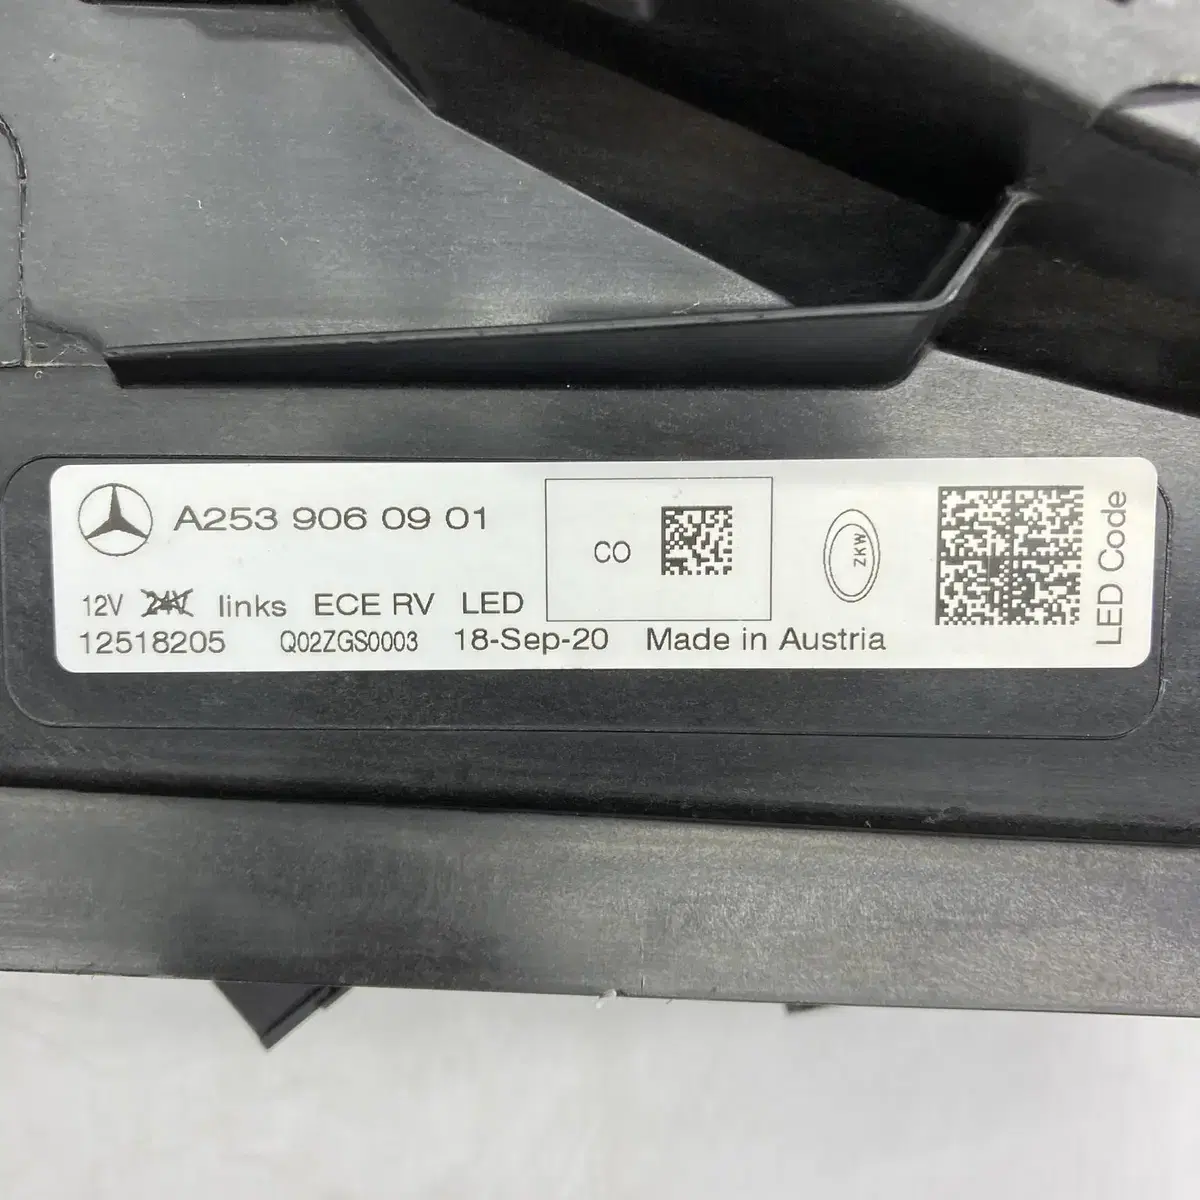 A253 906 09 01
CO
ZKW
12V 24V links ECE RV LED
12518205 Q02ZGS0003 18-Sep-20 Made in Austria
LED Code